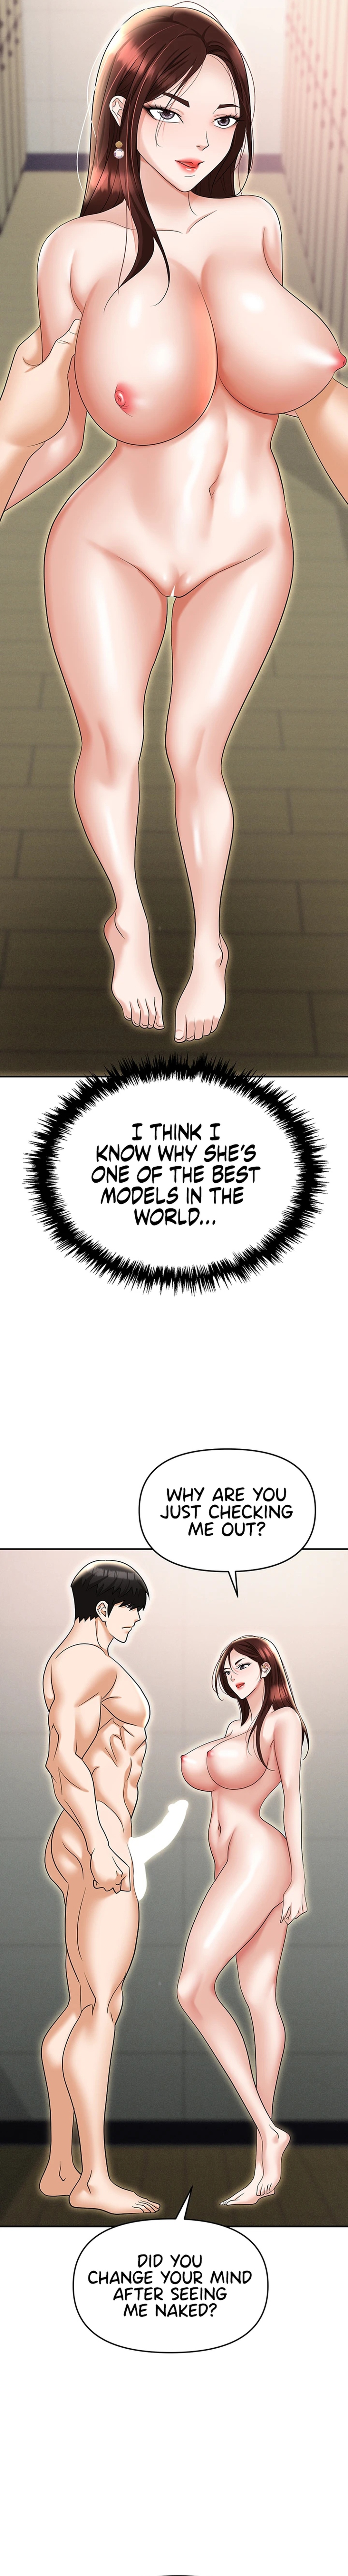 I THINK I
KNOW WHY SHE'S
ONE OF THE BEST
MODELS IN THE
WORLD...
WHY ARE YOU
JUST CHECKING
ME OUT?
DID YOU
CHANGE YOUR MIND
AFTER SEEING
ME NAKED?